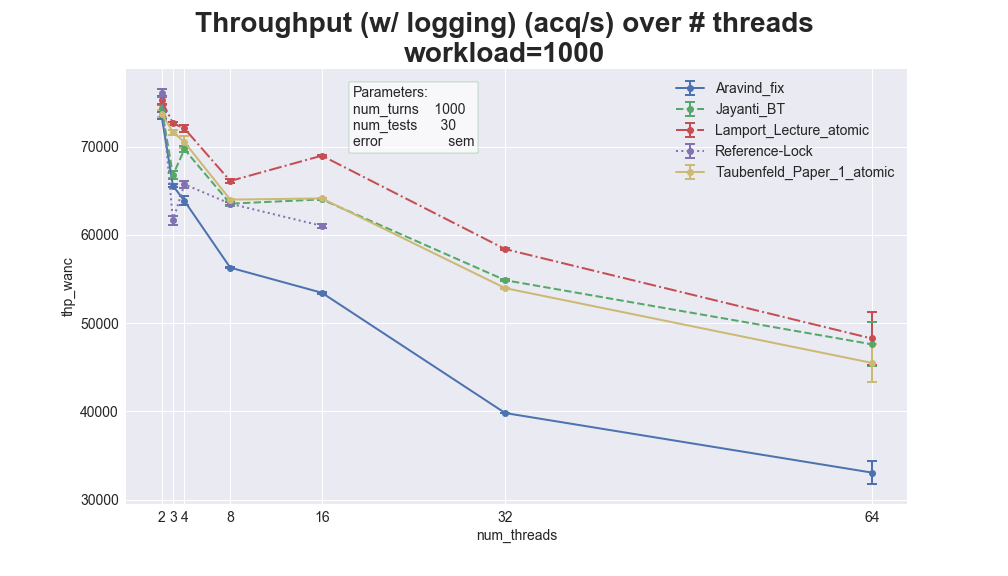 Throughput (w/ logging) (acq/s) over # threads
workload=1000
Parameters:
num_turns 1000
num_tests 30
error sem
Aravind_fix
Jayanti_BT
Lamport_Lecture_atomic
Reference-Lock
Taubenfeld_Paper_1_atomic
thp_wanc
70000
60000
50000
40000
30000
2 3 4 8 16 32 64
num_threads